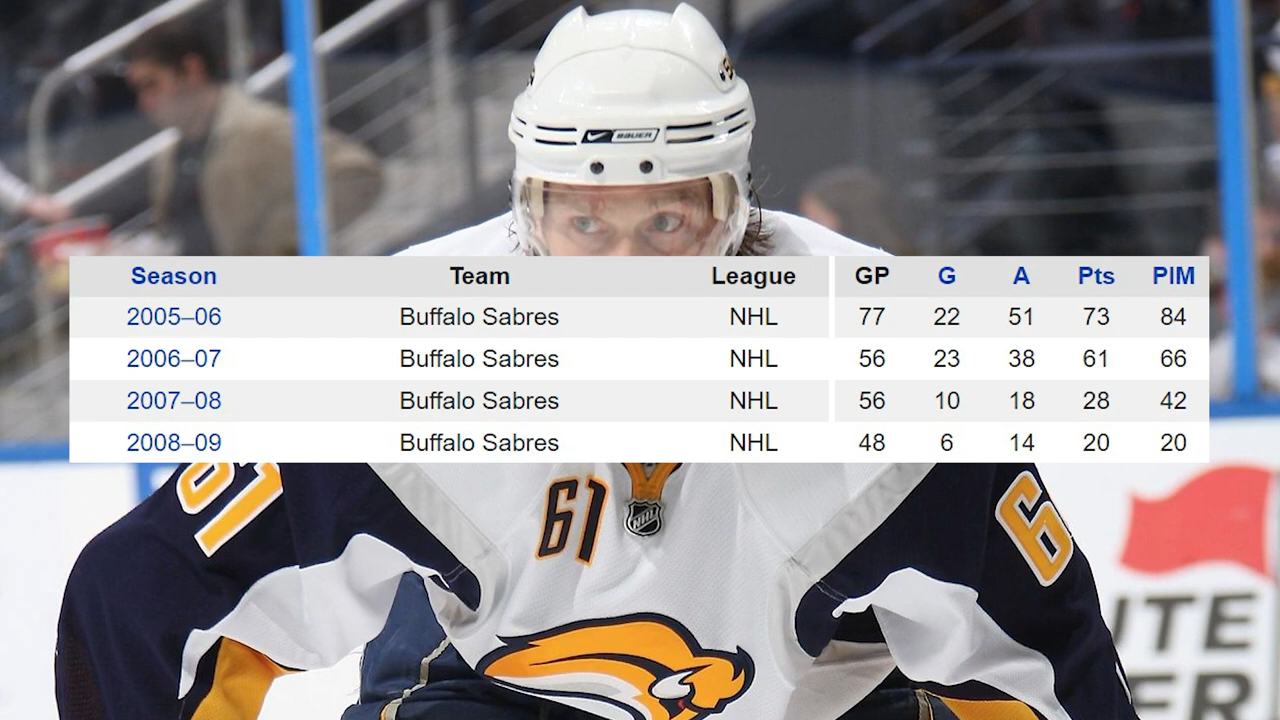 BAUER
Season Team League GP G A Pts PIM
2005–06 Buffalo Sabres NHL 77 22 51 73 84
2006–07 Buffalo Sabres NHL 56 23 38 61 66
2007–08 Buffalo Sabres NHL 56 10 18 28 42
2008–09 Buffalo Sabres NHL 48 6 14 20 20
61 61 6
NHL